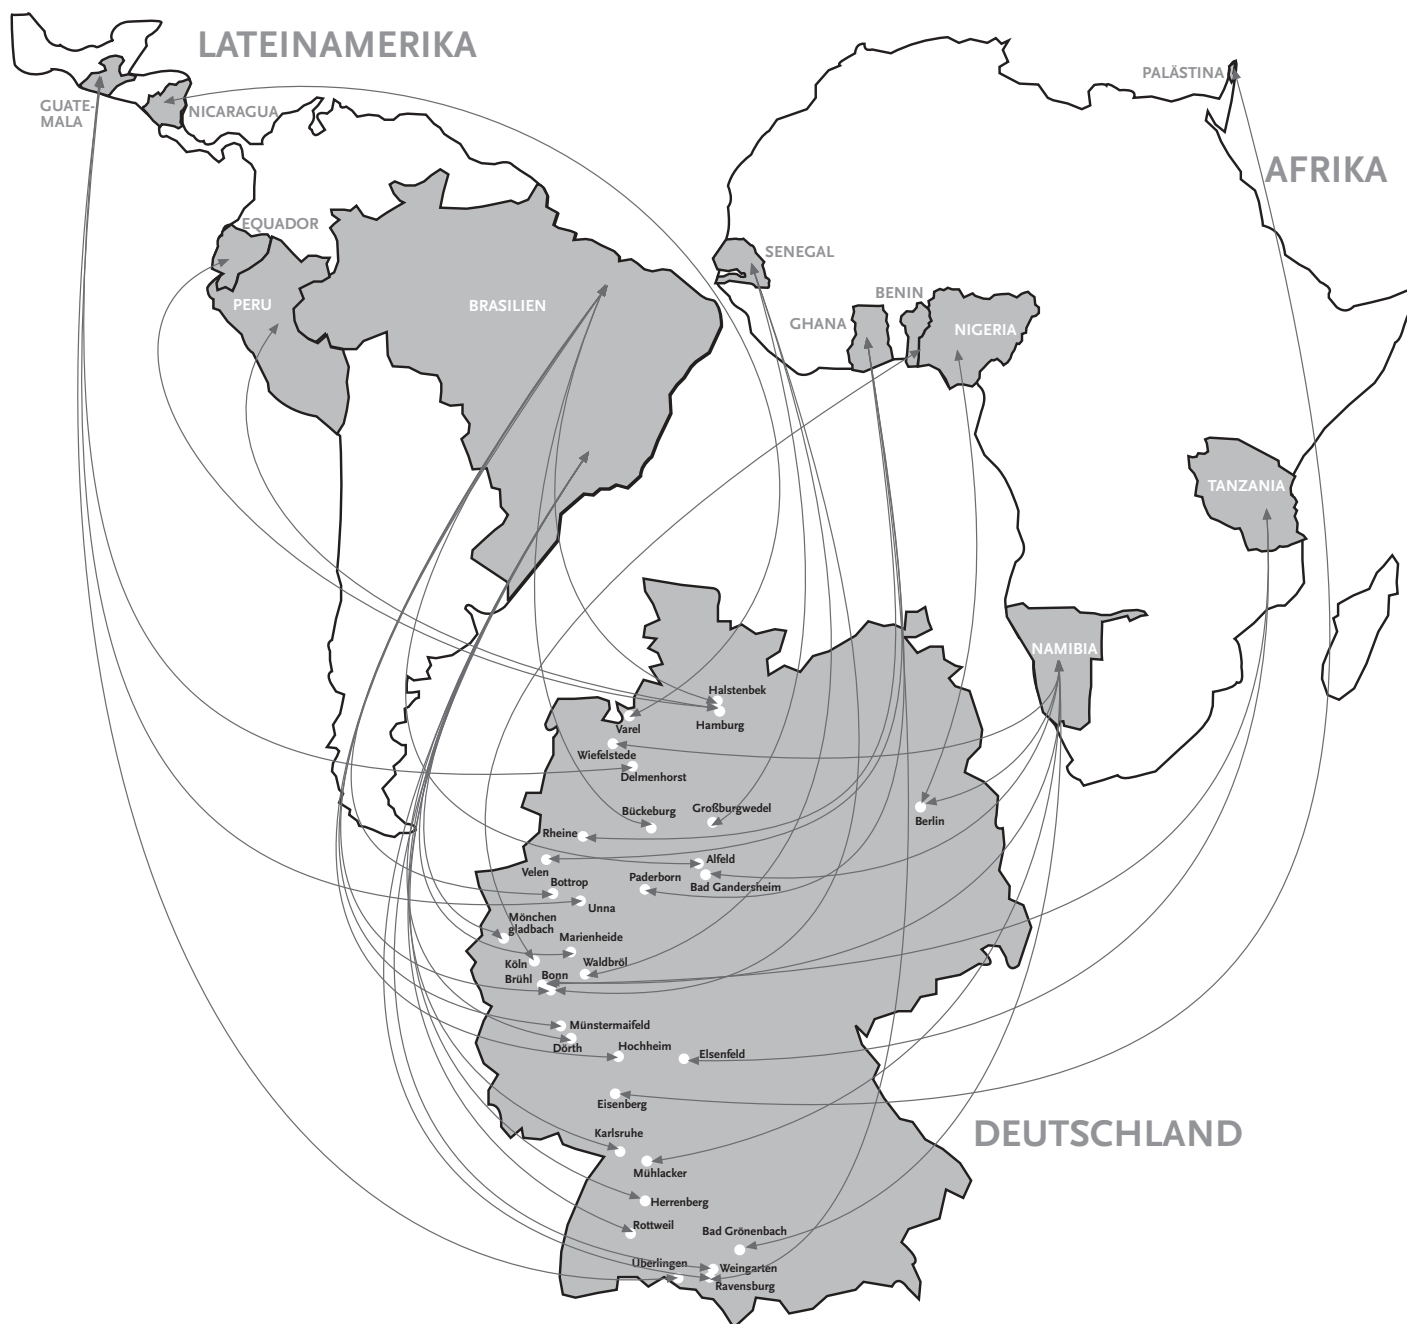 LATEINAMERIKA
PALÄSTINA
GUATE-
MALA
NICARAGUA
AFRIKA
EQUADOR
SENEGAL
PERU
BRASILIEN
BENIN
GHANA
NIGERIA
TANZANIA
NAMIBIA
Halstenbek
Hamburg
Varel
Wiefelstede
Delmenhorst
Bückeburg
Großburgwedel
Berlin
Rheine
Alfeld
Velen
Bad Gandersheim
Paderborn
Bottrop
Unna
Mönchen
gladbach
Marienheide
Köln
Waldbröl
Brühl
Bonn
Münstermaifeld
Dörth
Hochheim
Elsenfeld
Eisenberg
DEUTSCHLAND
Karlsruhe
Mühlacker
Herrenberg
Rottweil
Bad Grönenbach
Überlingen
Weingarten
Ravensburg